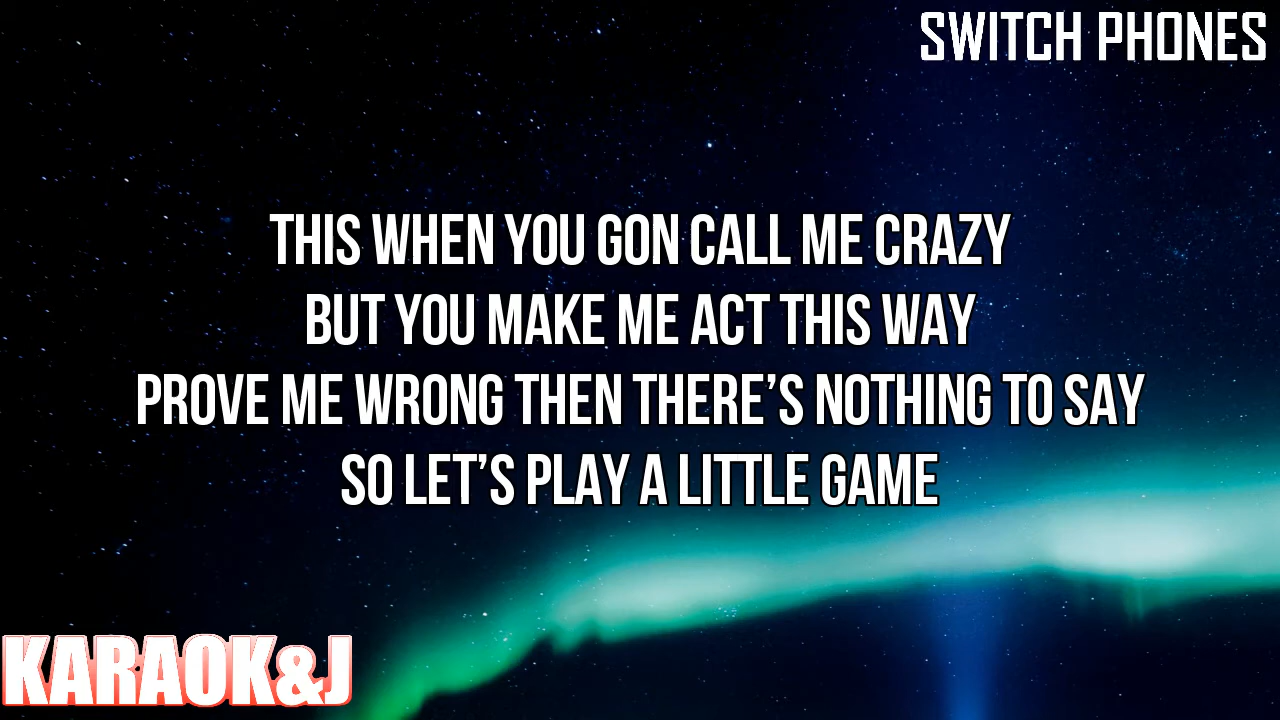 SWITCH PHONES
THIS WHEN YOU GON CALL ME CRAZY
BUT YOU MAKE ME ACT THIS WAY
PROVE ME WRONG THEN THERE’S NOTHING TO SAY
SO LET’S PLAY A LITTLE GAME
KARAOK&J